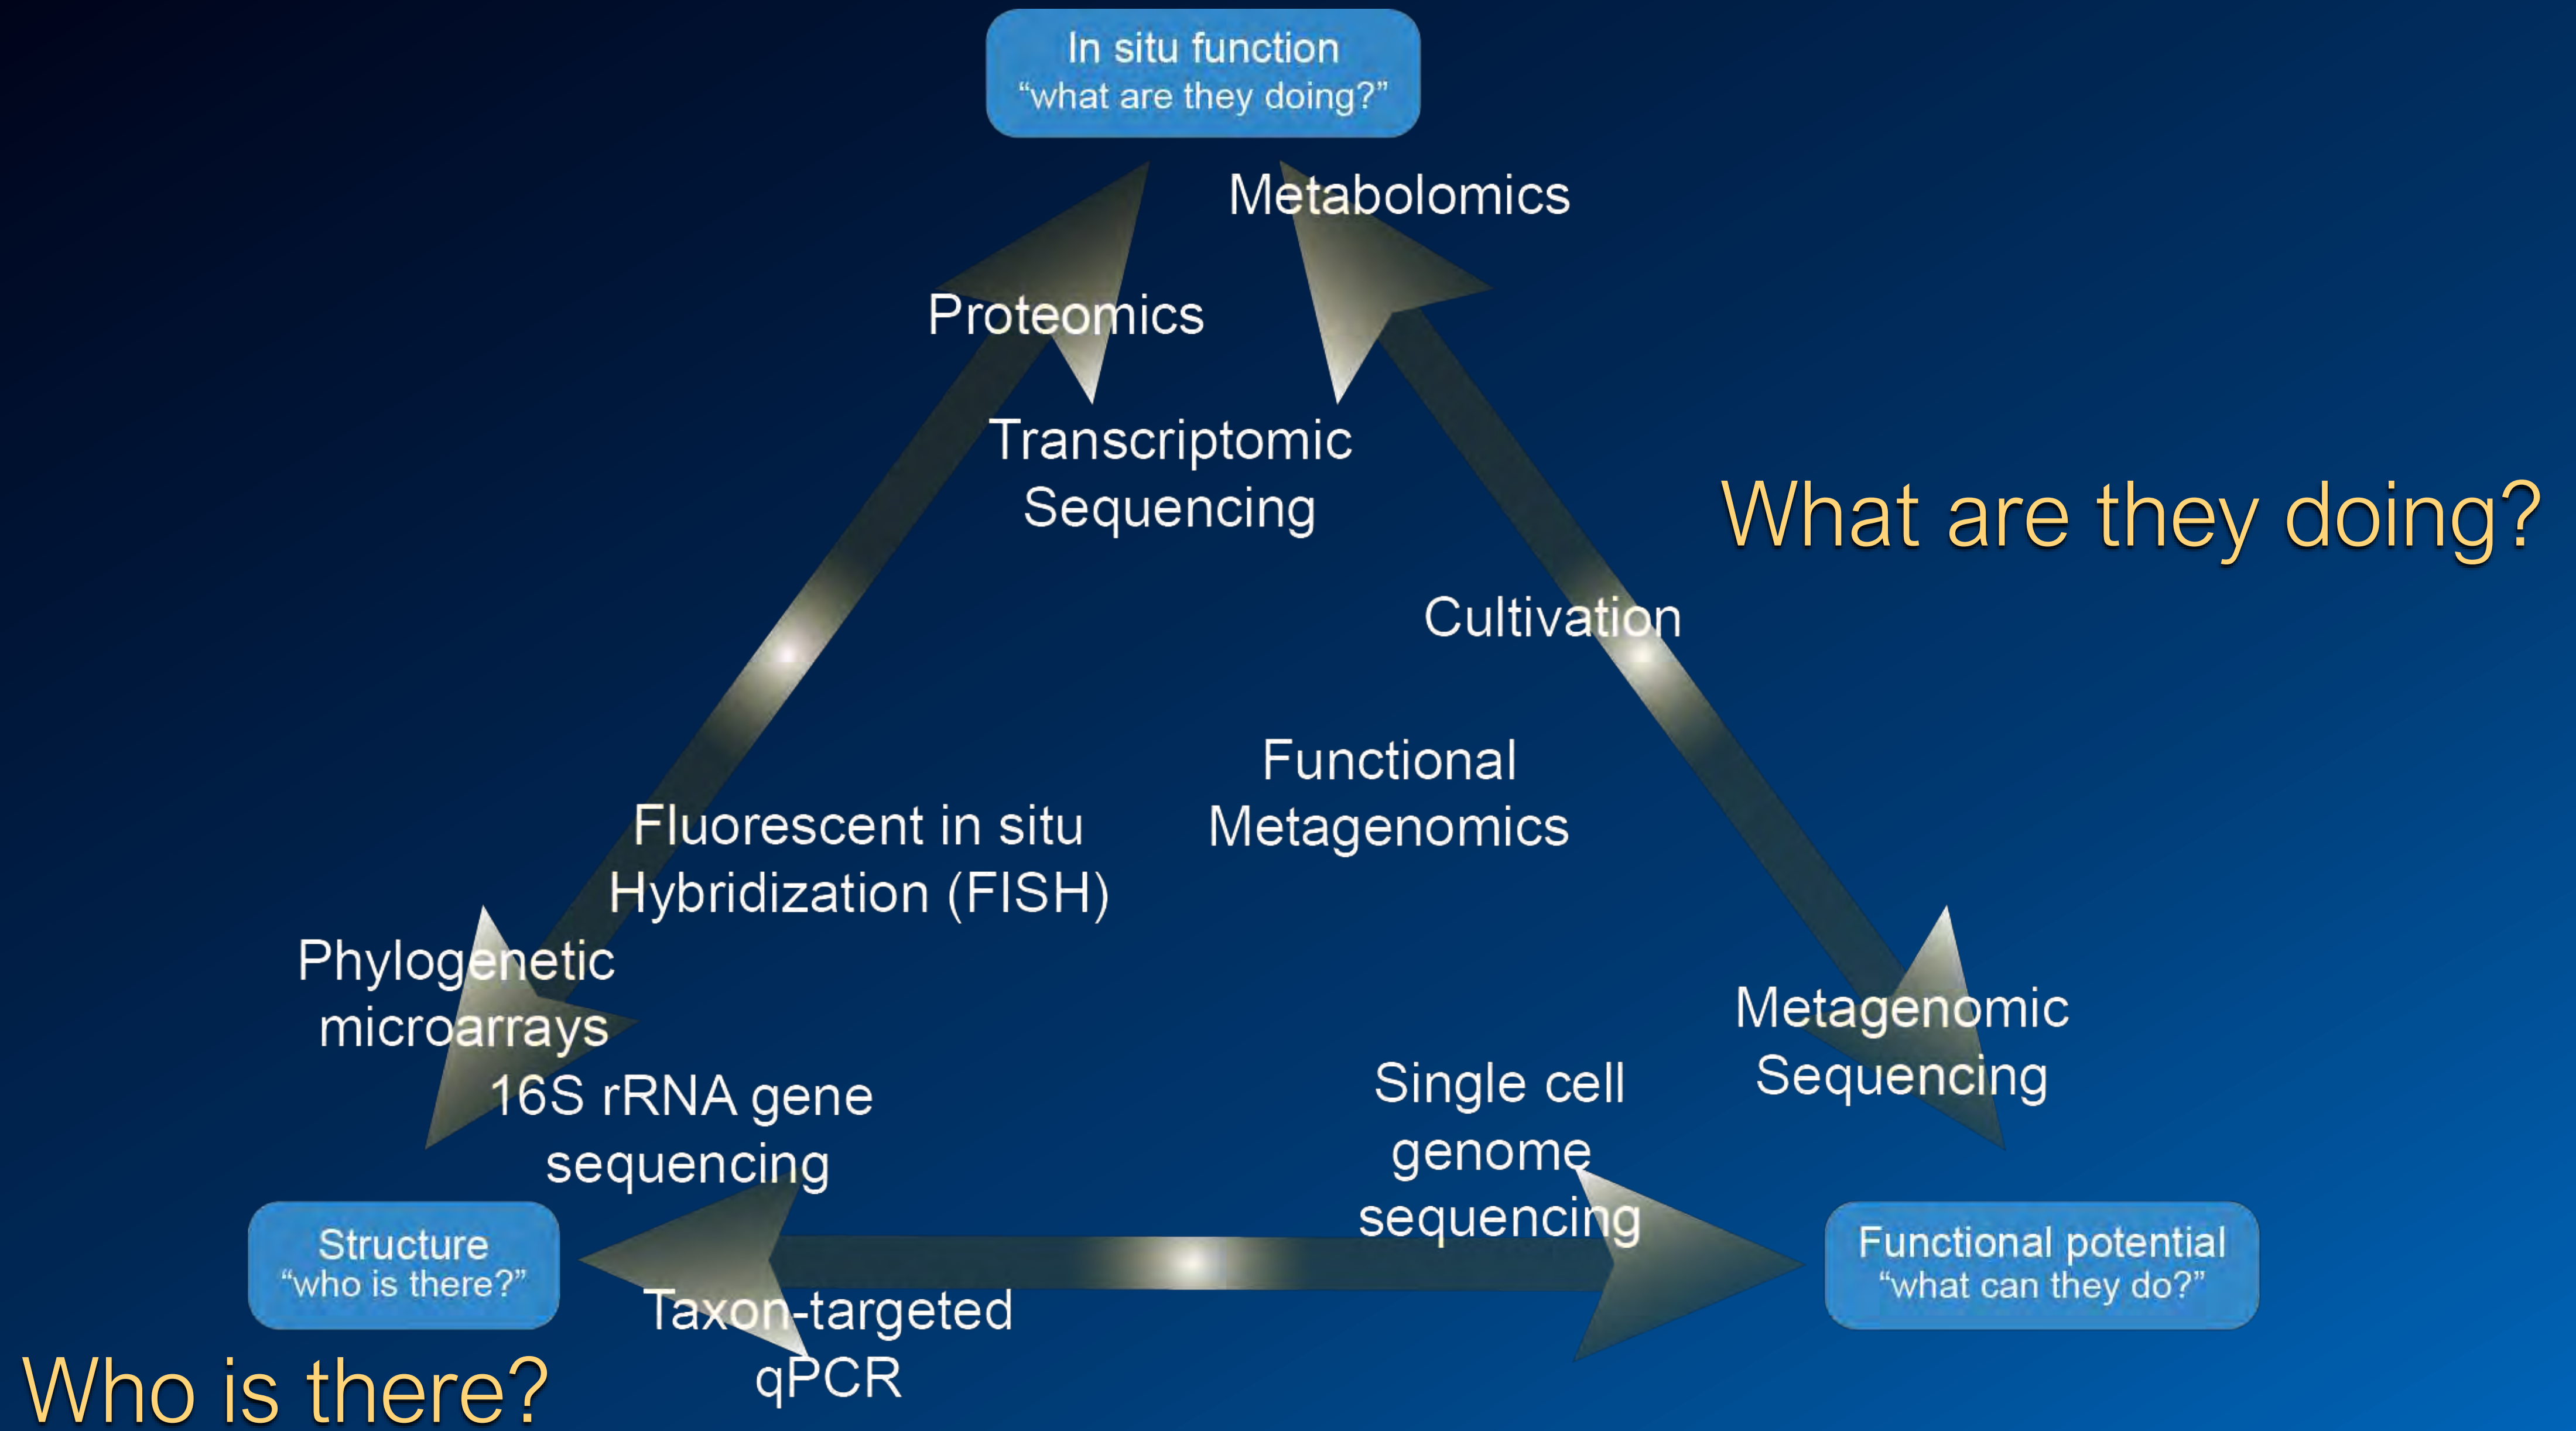 In situ function
“what are they doing?”
Metabolomics
Proteomics
Transcriptomic
Sequencing
What are they doing?
Cultivation
Functional
Metagenomics
Fluorescent in situ
Hybridization (FISH)
Phylogenetic
microarrays
Metagenomic
Sequencing
16S rRNA gene
sequencing
Single cell
genome
sequencing
Structure
“who is there?”
Functional potential
“what can they do?”
Taxon-targeted
qPCR
Who is there?